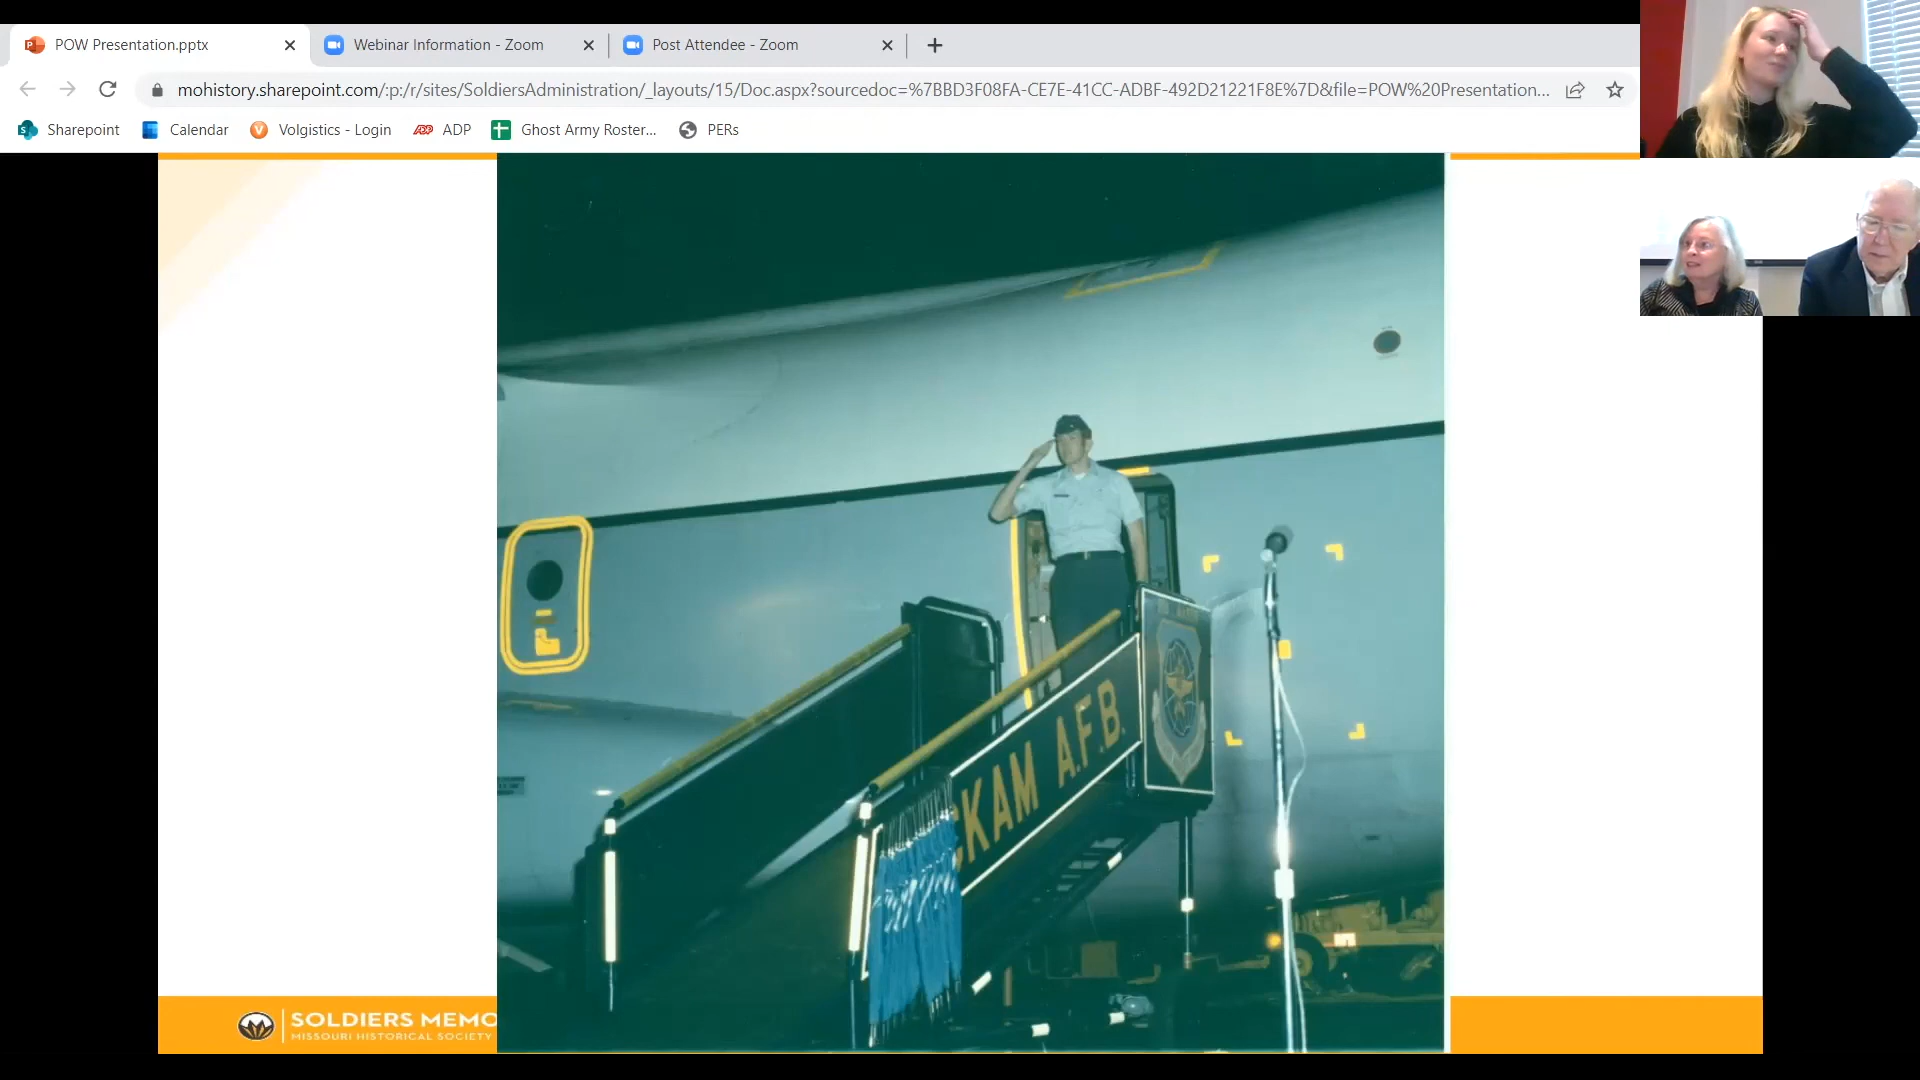 POW Presentation.pptx
Webinar Information - Zoom
Post Attendee - Zoom
mohistory.sharepoint.com/:p:/r/sites/SoldiersAdministration/_layouts/15/Doc.aspx?sourcedoc=%7BBD3F08FA-CE7E-41CC-ADBF-492D21221F8E%7D&file=POW%20Presentation...
Sharepoint
Calendar
Volgistics - Login
ADP
Ghost Army Roster...
PERs
CKAM A.F.B.
SOLDIERS MEMO
MISSOURI HISTORICAL SOCIETY